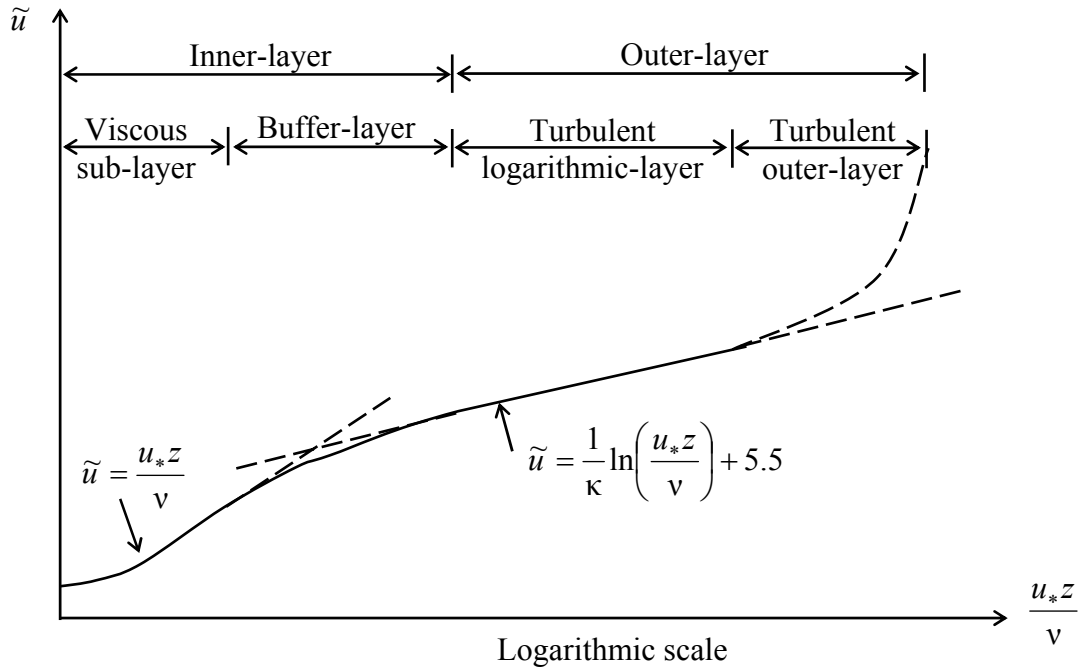 ũ
Inner-layer
Outer-layer
Viscous
sub-layer
Buffer-layer
Turbulent
logarithmic-layer
Turbulent
outer-layer
ũ = u* z / ν
ũ = 1/κ ln(u* z / ν) + 5.5
u* z / ν
Logarithmic scale